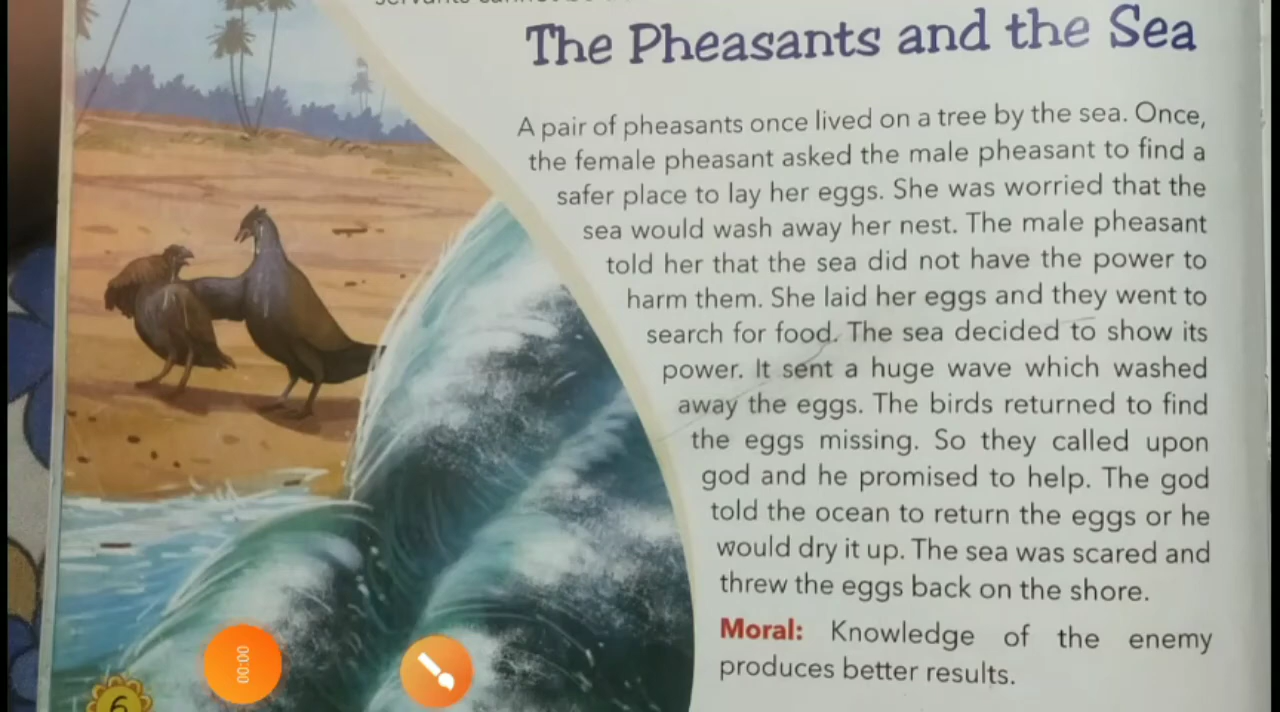 The Pheasants and the Sea
A pair of pheasants once lived on a tree by the sea. Once,
the female pheasant asked the male pheasant to find a
safer place to lay her eggs. She was worried that the
sea would wash away her nest. The male pheasant
told her that the sea did not have the power to
harm them. She laid her eggs and they went to
search for food. The sea decided to show its
power. It sent a huge wave which washed
away the eggs. The birds returned to find
the eggs missing. So they called upon
god and he promised to help. The god
told the ocean to return the eggs or he
would dry it up. The sea was scared and
threw the eggs back on the shore.
Moral: Knowledge of the enemy
produces better results.
00:00
6